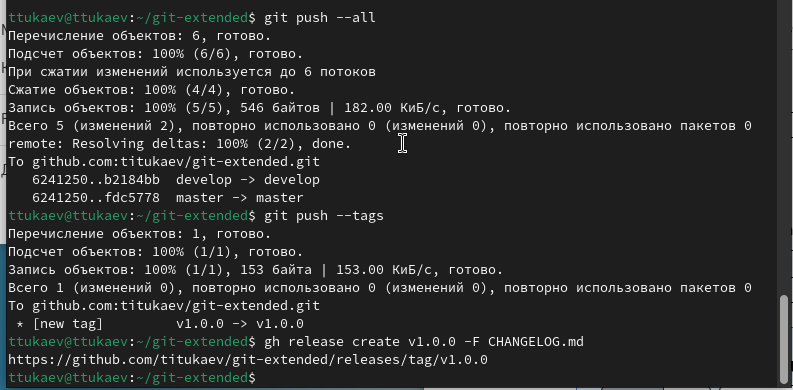 ttukaev@ttukaev:~/git-extended$ git push --all
Перечисление объектов: 6, готово.
Подсчет объектов: 100% (6/6), готово.
При сжатии изменений используется до 6 потоков
Сжатие объектов: 100% (4/4), готово.
Запись объектов: 100% (5/5), 546 байтов | 182.00 КиБ/с, готово.
Всего 5 (изменений 2), повторно использовано 0 (изменений 0), повторно использовано пакетов 0
remote: Resolving deltas: 100% (2/2), done.
To github.com:titukaev/git-extended.git
   6241250..b2184bb  develop -> develop
   6241250..fdc5778  master -> master
ttukaev@ttukaev:~/git-extended$ git push --tags
Перечисление объектов: 1, готово.
Подсчет объектов: 100% (1/1), готово.
Запись объектов: 100% (1/1), 153 байта | 153.00 КиБ/с, готово.
Всего 1 (изменений 0), повторно использовано 0 (изменений 0), повторно использовано пакетов 0
To github.com:titukaev/git-extended.git
 * [new tag]         v1.0.0 -> v1.0.0
ttukaev@ttukaev:~/git-extended$ gh release create v1.0.0 -F CHANGELOG.md
https://github.com/titukaev/git-extended/releases/tag/v1.0.0
ttukaev@ttukaev:~/git-extended$